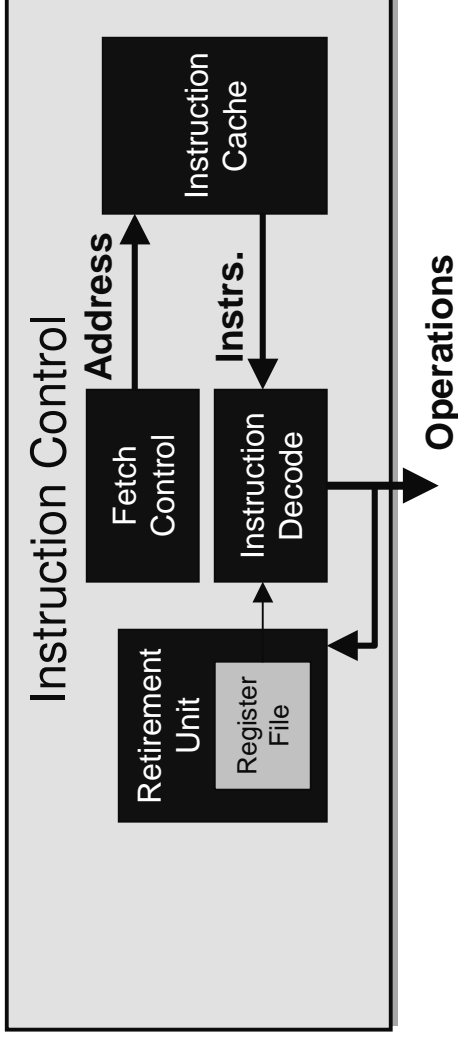 Instruction Control
Address
Fetch
Control
Instruction
Cache
Instrs.
Instruction
Decode
Retirement
Unit
Register
File
Operations